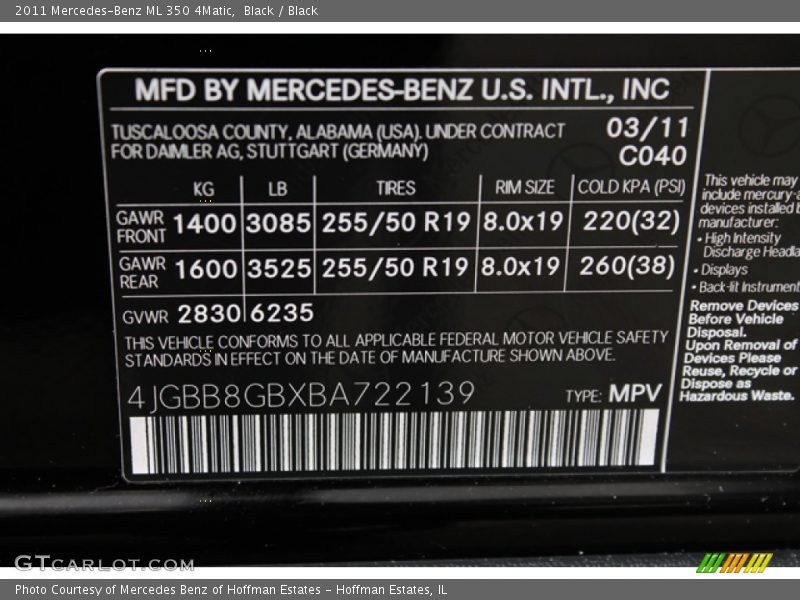 2011 Mercedes-Benz ML 350 4Matic,  Black / Black
MFD BY MERCEDES-BENZ U.S. INTL., INC
TUSCALOOSA COUNTY, ALABAMA (USA). UNDER CONTRACT
FOR DAIMLER AG, STUTTGART (GERMANY)
03/11
C040
KG LB TIRES RIM SIZE COLD KPA (PSI)
GAWR FRONT 1400 3085 255/50 R19 8.0x19 220(32)
GAWR REAR 1600 3525 255/50 R19 8.0x19 260(38)
GVWR 2830 6235
THIS VEHICLE CONFORMS TO ALL APPLICABLE FEDERAL MOTOR VEHICLE SAFETY
STANDARDS IN EFFECT ON THE DATE OF MANUFACTURE SHOWN ABOVE.
4JGBB8GBXBA722139
TYPE: MPV
This vehicle may
include mercury-a
devices installed b
manufacturer:
• High Intensity
Discharge Headla
• Displays
• Back-lit Instrument
Remove Devices
Before Vehicle
Disposal.
Upon Removal of
Devices Please
Reuse, Recycle or
Dispose as
Hazardous Waste.
GTCARLOT.COM
Photo Courtesy of Mercedes Benz of Hoffman Estates – Hoffman Estates, IL